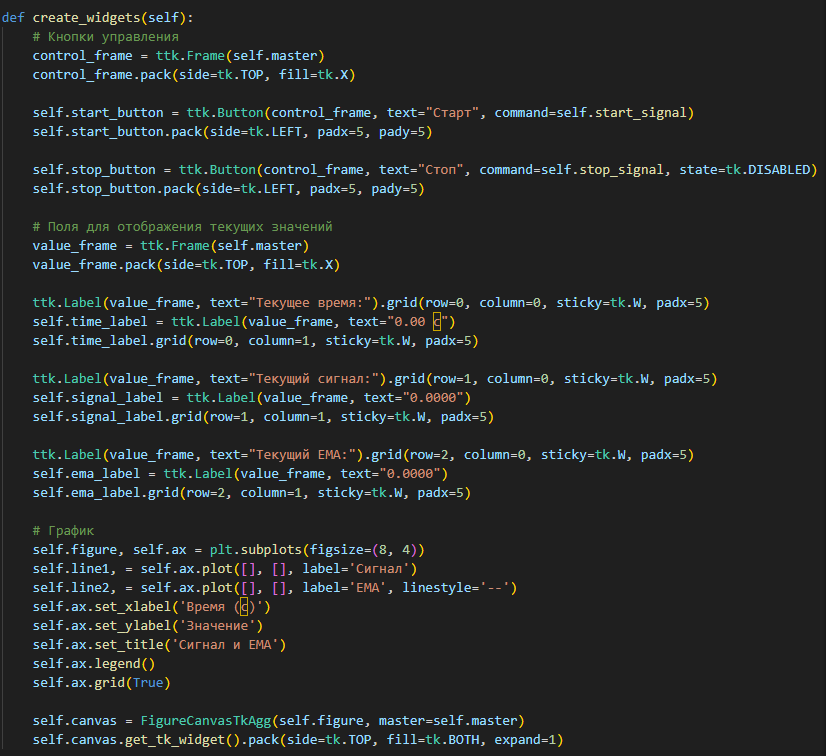 def create_widgets(self):
    # Кнопки управления
    control_frame = ttk.Frame(self.master)
    control_frame.pack(side=tk.TOP, fill=tk.X)

    self.start_button = ttk.Button(control_frame, text="Старт", command=self.start_signal)
    self.start_button.pack(side=tk.LEFT, padx=5, pady=5)

    self.stop_button = ttk.Button(control_frame, text="Стоп", command=self.stop_signal, state=tk.DISABLED)
    self.stop_button.pack(side=tk.LEFT, padx=5, pady=5)

    # Поля для отображения текущих значений
    value_frame = ttk.Frame(self.master)
    value_frame.pack(side=tk.TOP, fill=tk.X)

    ttk.Label(value_frame, text="Текущее время:").grid(row=0, column=0, sticky=tk.W, padx=5)
    self.time_label = ttk.Label(value_frame, text="0.00 с")
    self.time_label.grid(row=0, column=1, sticky=tk.W, padx=5)

    ttk.Label(value_frame, text="Текущий сигнал:").grid(row=1, column=0, sticky=tk.W, padx=5)
    self.signal_label = ttk.Label(value_frame, text="0.0000")
    self.signal_label.grid(row=1, column=1, sticky=tk.W, padx=5)

    ttk.Label(value_frame, text="Текущий EMA:").grid(row=2, column=0, sticky=tk.W, padx=5)
    self.ema_label = ttk.Label(value_frame, text="0.0000")
    self.ema_label.grid(row=2, column=1, sticky=tk.W, padx=5)

    # График
    self.figure, self.ax = plt.subplots(figsize=(8, 4))
    self.line1, = self.ax.plot([], [], label='Сигнал')
    self.line2, = self.ax.plot([], [], label='EMA', linestyle='--')
    self.ax.set_xlabel('Время (с)')
    self.ax.set_ylabel('Значение')
    self.ax.set_title('Сигнал и EMA')
    self.ax.legend()
    self.ax.grid(True)

    self.canvas = FigureCanvasTkAgg(self.figure, master=self.master)
    self.canvas.get_tk_widget().pack(side=tk.TOP, fill=tk.BOTH, expand=1)